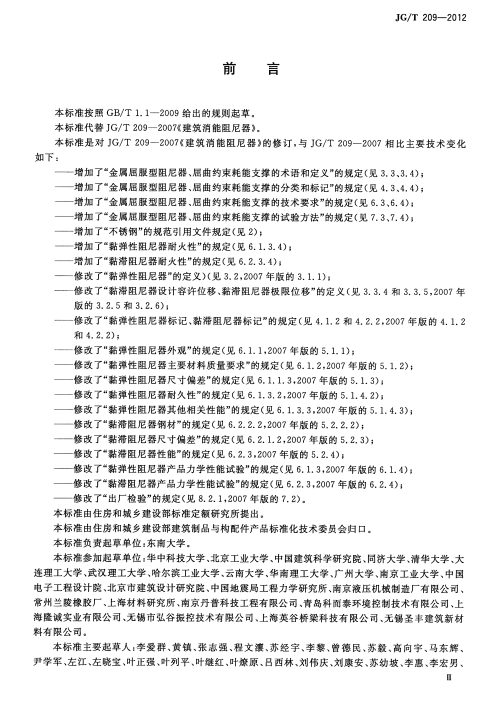 JG/T 209—2012
前 言
本标准按照 GB/T 1.1—2009 给出的规则起草。
本标准代替 JG/T 209—2007《建筑消能阻尼器》。
本标准是对 JG/T 209—2007《建筑消能阻尼器》的修订,与 JG/T 209—2007 相比主要技术变化
如下:
——增加了“金属屈服型阻尼器、屈曲约束耗能支撑的术语和定义”的规定(见 3.3、3.4);
——增加了“金属屈服型阻尼器、屈曲约束耗能支撑的分类和标记”的规定(见 4.3、4.4);
——增加了“金属屈服型阻尼器、屈曲约束耗能支撑的技术要求”的规定(见 6.3、6.4);
——增加了“金属屈服型阻尼器、屈曲约束耗能支撑的试验方法”的规定(见 7.3、7.4);
——增加了“不锈钢”的规范引用文件规定(见 2);
——增加了“黏弹性阻尼器耐火性”的规定(见 6.1.3.4);
——增加了“黏滞阻尼器耐火性”的规定(见 6.2.3.4);
——修改了“黏弹性阻尼器”的定义)(见 3.2,2007 年版的 3.1.1);
——修改了“黏滞阻尼器设计容许位移、黏滞阻尼器极限位移”的定义(见 3.3.4 和 3.3.5,2007 年
版的 3.2.5 和 3.2.6);
——修改了“黏弹性阻尼器标记、黏滞阻尼器标记”的规定(见 4.1.2 和 4.2.2,2007 年版的 4.1.2
和 4.2.2);
——修改了“黏弹性阻尼器外观”的规定(见 6.1.1,2007 年版的 5.1.1);
——修改了“黏弹性阻尼器主要材料质量要求”的规定(见 6.1.2,2007 年版的 5.1.2);
——修改了“黏弹性阻尼器尺寸偏差”的规定(见 6.1.1.3,2007 年版的 5.1.3);
——修改了“黏弹性阻尼器耐久性”的规定(见 6.1.3.2,2007 年版的 5.1.4.2);
——修改了“黏弹性阻尼器其他相关性能”的规定(见 6.1.3.3,2007 年版的 5.1.4.3);
——修改了“黏滞阻尼器钢材”的规定(见 6.2.2.2,2007 年版的 5.2.2.2);
——修改了“黏滞阻尼器尺寸偏差”的规定(见 6.2.1.2,2007 年版的 5.2.3);
——修改了“黏滞阻尼器性能”的规定(见 6.2.3,2007 年版的 5.2.4);
——修改了“黏弹性阻尼器产品力学性能试验”的规定(见 6.1.3,2007 年版的 6.1.4);
——修改了“黏滞阻尼器产品力学性能试验”的规定(见 6.2.3,2007 年版的 6.2.4);
——修改了“出厂检验”的规定(见 8.2.1,2007 年版的 7.2)。
本标准由住房和城乡建设部标准定额研究所提出。
本标准由住房和城乡建设部建筑制品与构配件产品标准化技术委员会归口。
本标准负责起草单位:东南大学。
本标准参加起草单位:华中科技大学、北京工业大学、中国建筑科学研究院、同济大学、清华大学、大
连理工大学、武汉理工大学、哈尔滨工业大学、云南大学、华南理工大学、广州大学、南京工业大学、中国
电子工程设计院、北京市建筑设计研究院、中国地震局工程力学研究所、南京液压机械制造厂有限公司、
常州兰陵橡胶厂、上海材料研究所、南京丹普科技工程有限公司、青岛科而泰环境控制技术有限公司、上
海隆诚实业有限公司、无锡市弘谷振控技术有限公司、上海英谷桥梁科技有限公司、无锡圣丰建筑新材
料有限公司。
本标准主要起草人:李爱群、黄镇、张志强、程文瀼、苏经宇、李黎、曾德民、苏毅、高向宇、马东辉、
尹学军、左江、左晓宝、叶正强、叶列平、叶继红、叶燎原、吕西林、刘伟庆、刘康安、苏幼坡、李惠、李宏男、
Ⅱ